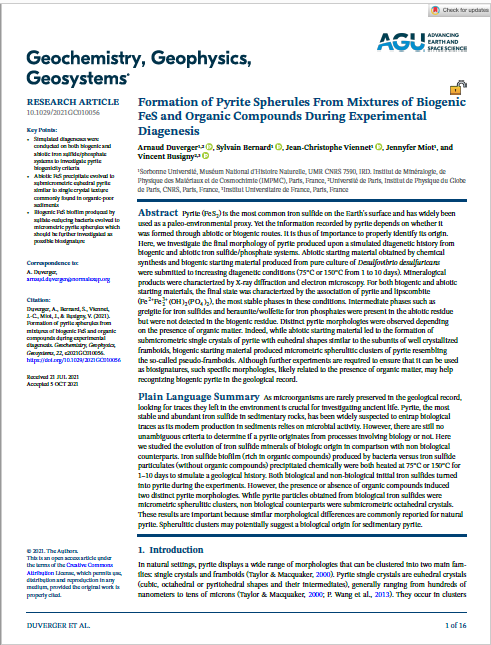 Check for updates
AGU ADVANCING
EARTH AND
SPACE SCIENCE
Geochemistry, Geophysics,
Geosystems
RESEARCH ARTICLE
10.1029/2021GC010056
Key Points:
• Simulated diageneses were
conducted on both biogenic and
abiotic iron sulfide/phosphate
systems to investigate pyrite
biogenicity criteria
• Abiotic FeS precipitate evolved to
submicrometric euhedral pyrite
similar to single crystal texture
commonly found in organic-poor
sediments
• Biogenic FeS biofilm produced by
sulfate-reducing bacteria evolved to
micrometric pyrite spherules which
should be further investigated as
possible biosignature
Correspondence to:
A. Duverger,
arnaud.duverger@normalesup.org
Citation:
Duverger, A., Bernard, S., Viennet,
J.-C., Miot, J., & Busigny, V. (2021).
Formation of pyrite spherules from
mixtures of biogenic FeS and organic
compounds during experimental
diagenesis. Geochemistry, Geophysics,
Geosystems, 22, e2021GC010056.
https://doi.org/10.1029/2021GC010056
Received 21 JUL 2021
Accepted 5 OCT 2021
© 2021. The Authors.
This is an open access article under
the terms of the Creative Commons
Attribution License, which permits use,
distribution and reproduction in any
medium, provided the original work is
properly cited.
Formation of Pyrite Spherules From Mixtures of Biogenic
FeS and Organic Compounds During Experimental
Diagenesis
Arnaud Duverger1,2, Sylvain Bernard1, Jean-Christophe Viennet1, Jennyfer Miot1, and
Vincent Busigny2,3
1Sorbonne Université, Muséum National d'Histoire Naturelle, UMR CNRS 7590, IRD. Institut de Minéralogie, de
Physique des Matériaux et de Cosmochimie (IMPMC), Paris, France, 2Université de Paris, Institut de Physique du Globe
de Paris, CNRS, Paris, France, 3Institut Universitaire de France, Paris, France
Abstract Pyrite (FeS2) is the most common iron sulfide on the Earth's surface and has widely been
used as a paleo-environmental proxy. Yet the information recorded by pyrite depends on whether it
was formed through abiotic or biogenic routes. It is thus of importance to properly identify its origin.
Here, we investigate the final morphology of pyrite produced upon a simulated diagenetic history from
biogenic and abiotic iron sulfide/phosphate systems. Abiotic starting material obtained by chemical
synthesis and biogenic starting material produced from pure culture of Desulfovibrio desulfuricans
were submitted to increasing diagenetic conditions (75°C or 150°C from 1 to 10 days). Mineralogical
products were characterized by X-ray diffraction and electron microscopy. For both biogenic and abiotic
starting materials, the final state was characterized by the association of pyrite and lipscombite
(Fe2+Fe23+(OH)2(PO4)2), the most stable phases in these conditions. Intermediate phases such as
greigite for iron sulfides and beraunite/wolfeite for iron phosphates were present in the abiotic residue
but were not detected in the biogenic residue. Distinct pyrite morphologies were observed depending
on the presence of organic matter. Indeed, while abiotic starting material led to the formation of
submicrometric single crystals of pyrite with euhedral shapes similar to the subunits of well crystallized
framboids, biogenic starting material produced micrometric spherulitic clusters of pyrite resembling
the so-called pseudo-framboids. Although further experiments are required to ensure that it can be used
as biosignatures, such specific morphologies, likely related to the presence of organic matter, may help
recognizing biogenic pyrite in the geological record.
Plain Language Summary As microorganisms are rarely preserved in the geological record,
looking for traces they left in the environment is crucial for investigating ancient life. Pyrite, the most
stable and abundant iron sulfide in sedimentary rocks, has been widely suspected to entrap biological
traces as its modern production in sediments relies on microbial activity. However, there are still no
unambiguous criteria to determine if a pyrite originates from processes involving biology or not. Here
we studied the evolution of iron sulfide minerals of biologic origin in comparison with non biological
counterparts. Iron sulfide biofilm (rich in organic compounds) produced by bacteria versus iron sulfide
particulates (without organic compounds) precipitated chemically were both heated at 75°C or 150°C for
1–10 days to simulate a geological history. Both biological and non-biological initial iron sulfides turned
into pyrite during the experiments. However, the presence or absence of organic compounds induced
two distinct pyrite morphologies. While pyrite particles obtained from biological iron sulfides were
micrometric spherulitic clusters, non biological counterparts were submicrometric octahedral crystals.
These results are important because similar morphological differences are commonly reported for natural
pyrite. Spherulitic clusters may potentially suggest a biological origin for sedimentary pyrite.
1. Introduction
In natural settings, pyrite displays a wide range of morphologies that can be clustered into two main fam-
ilies: single crystals and framboids (Taylor & Macquaker, 2000). Pyrite single crystals are euhedral crystals
(cubic, octahedral or pyritohedral shapes and their intermediates), generally ranging from hundreds of
nanometers to tens of microns (Taylor & Macquaker, 2000; P. Wang et al., 2013). They occur in clusters
DUVERGER ET AL.
1 of 16